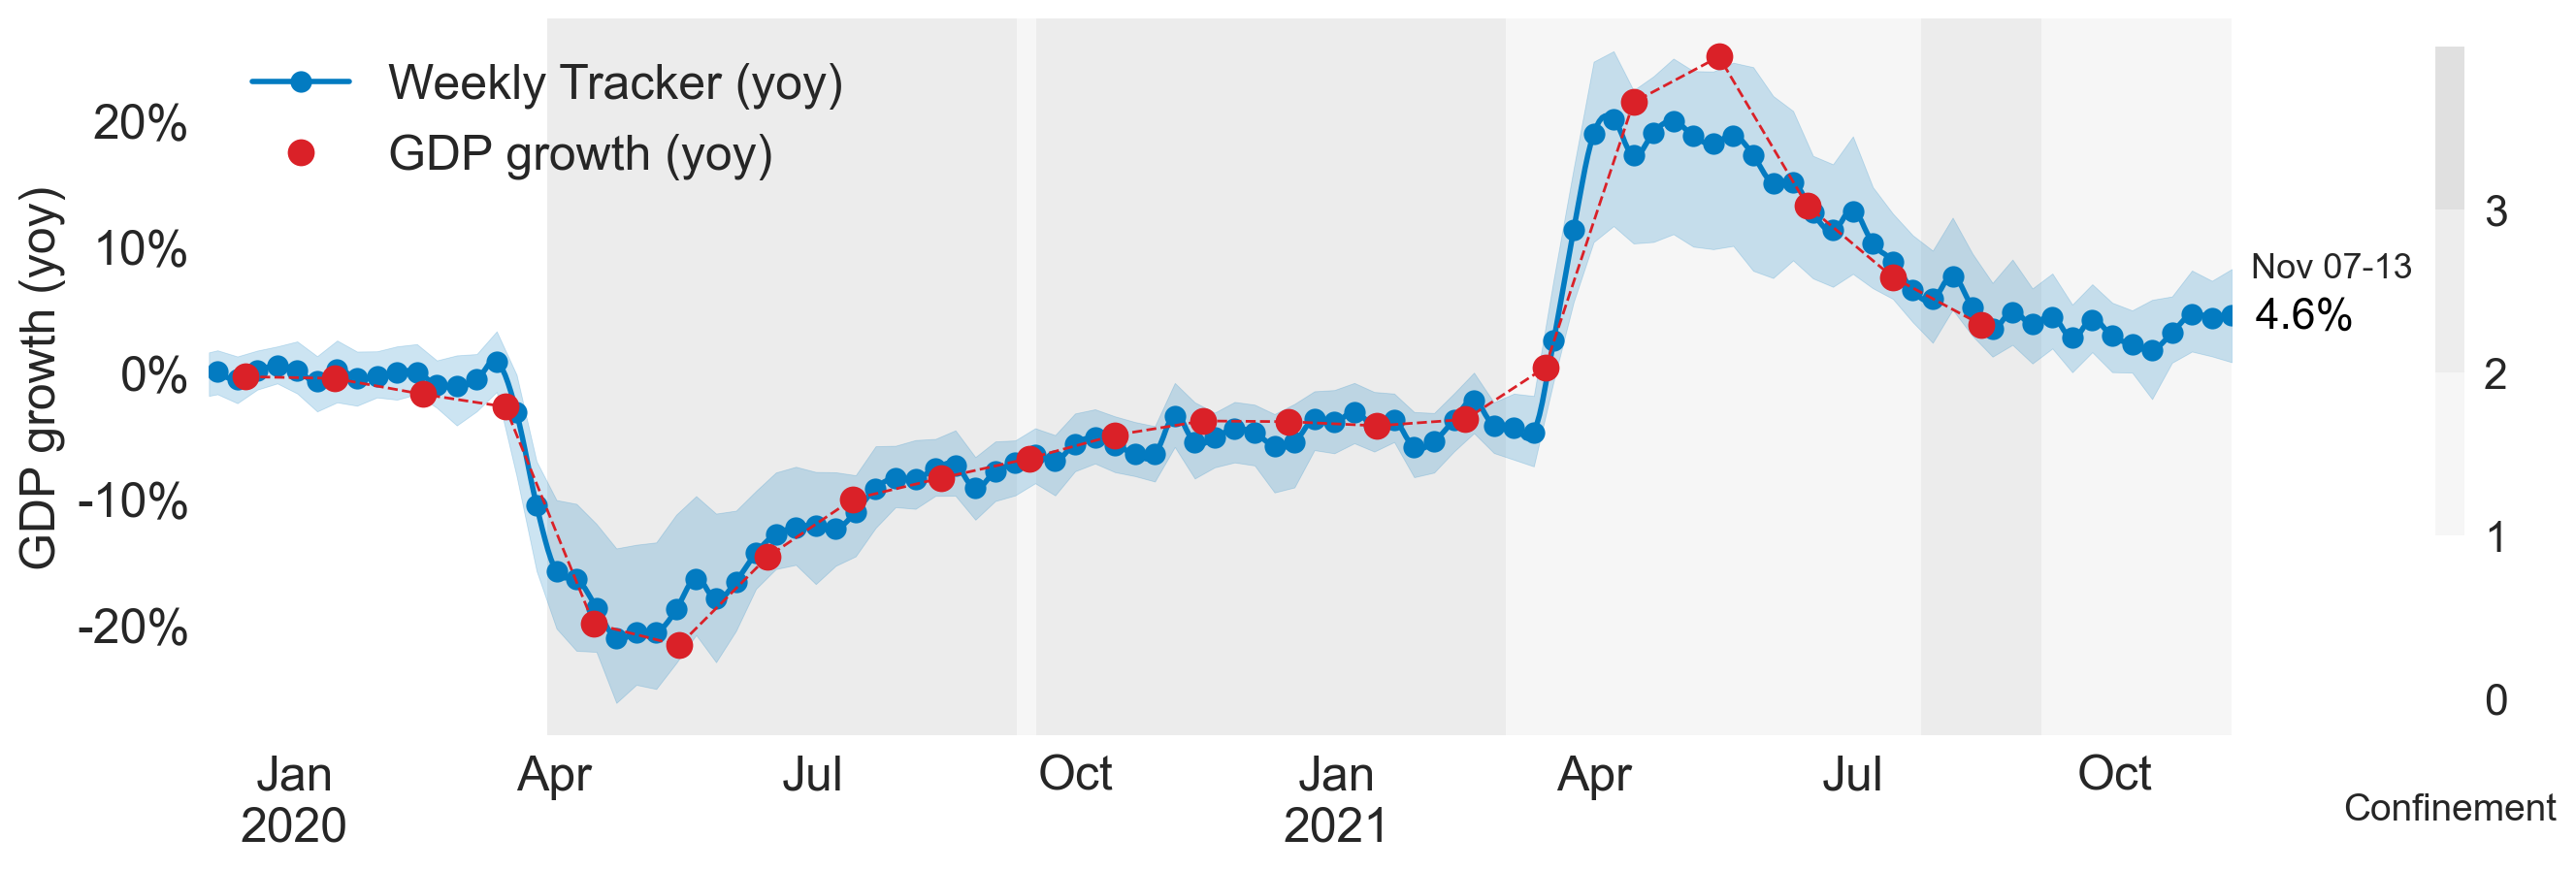 Weekly Tracker (yoy)
GDP growth (yoy)
GDP growth (yoy)
20%
10%
0%
-10%
-20%
Jan
2020
Apr
Jul
Oct
Jan
2021
Apr
Jul
Oct
Nov 07-13
4.6%
3
2
1
0
Confinement